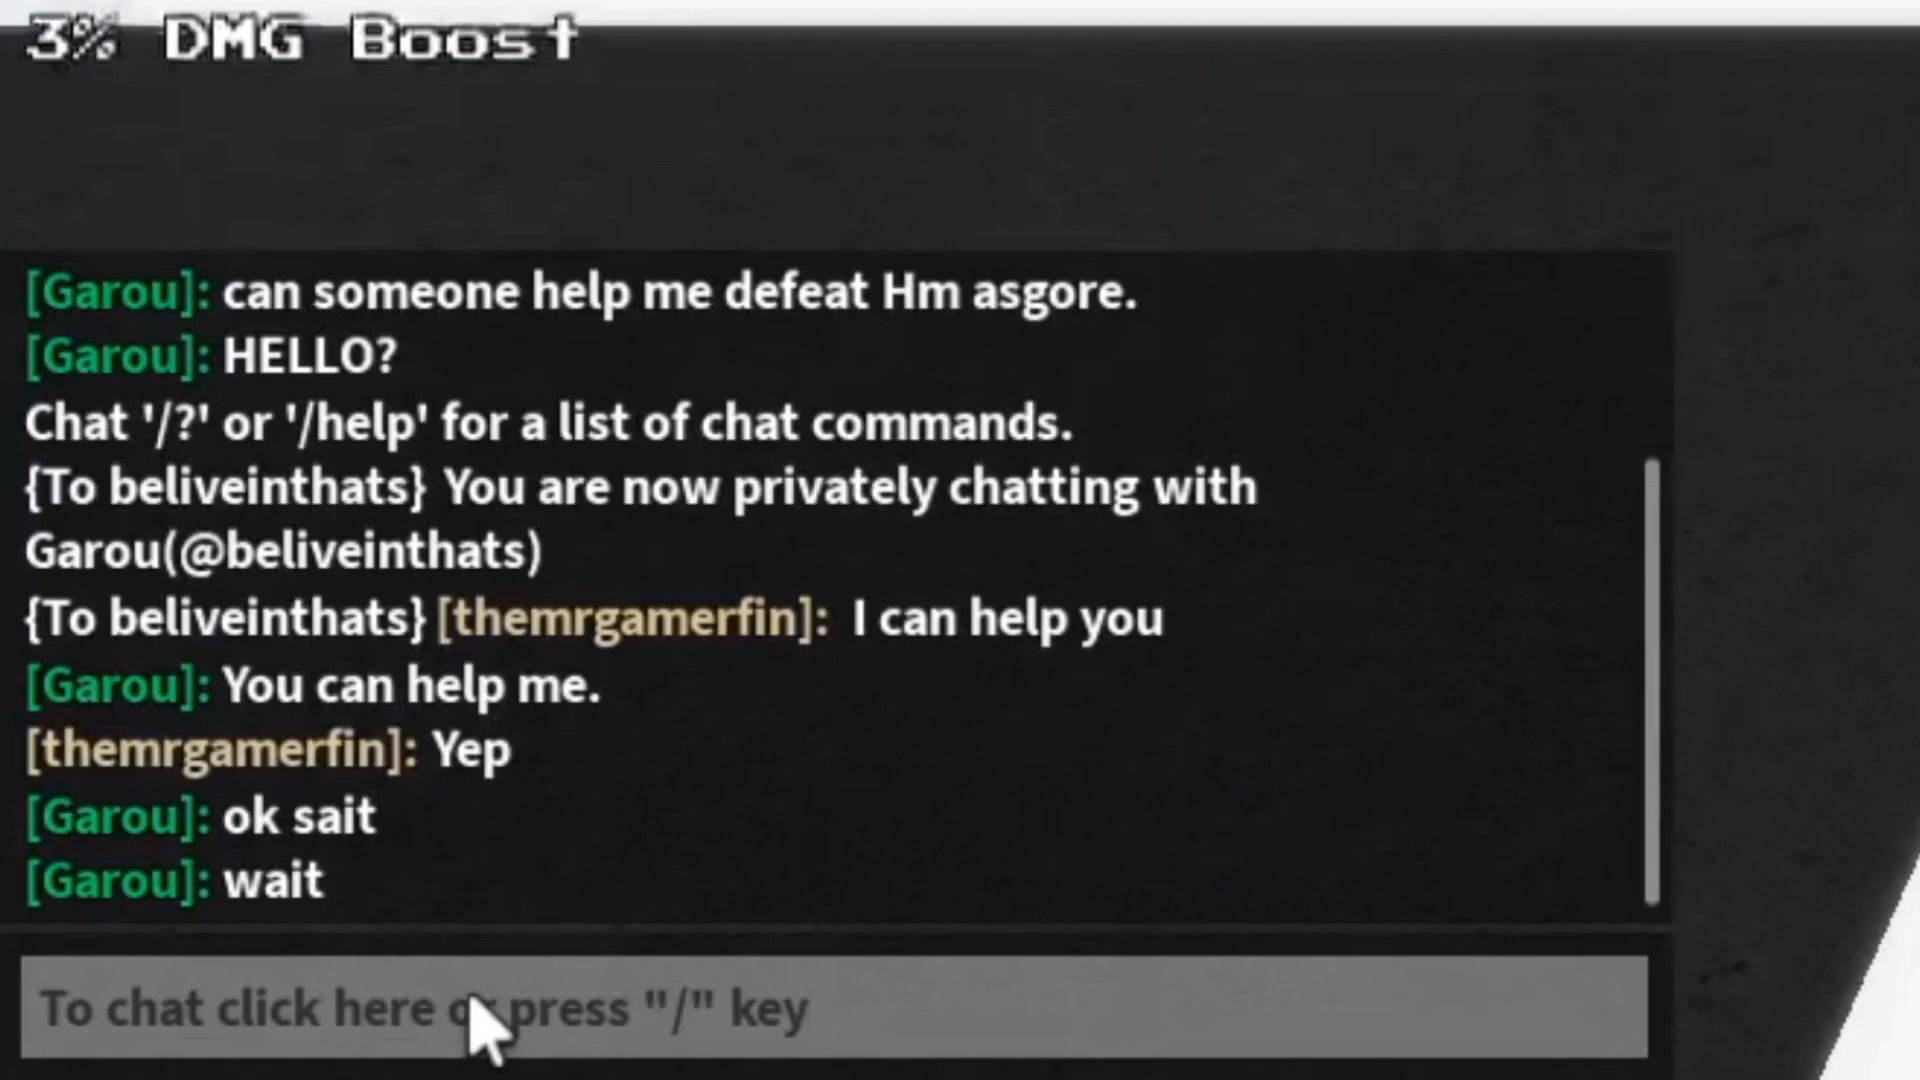 3% DMG Boost
[Garou]: can someone help me defeat Hm asgore.
[Garou]: HELLO?
Chat '/?' or '/help' for a list of chat commands.
{To beliveinthats} You are now privately chatting with
Garou(@beliveinthats)
{To beliveinthats} [themrgamerfin]: I can help you
[Garou]: You can help me.
[themrgamerfin]: Yep
[Garou]: ok sait
[Garou]: wait
To chat click here or press "/" key